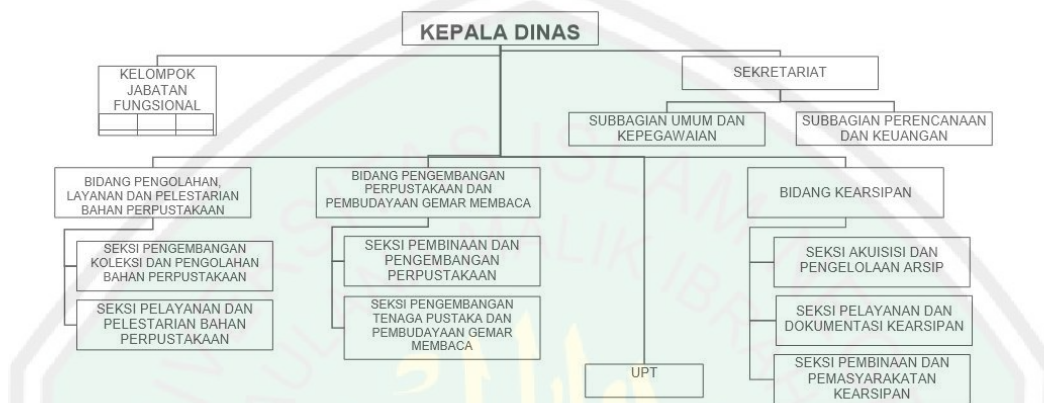 KEPALA DINAS
KELOMPOK
JABATAN
FUNGSIONAL
SEKRETARIAT
SUBBAGIAN UMUM DAN
KEPEGAWAIAN
SUBBAGIAN PERENCANAAN
DAN KEUANGAN
BIDANG PENGOLAHAN,
LAYANAN DAN PELESTARIAN
BAHAN PERPUSTAKAAN
SEKSI PENGEMBANGAN
KOLEKSI DAN PENGOLAHAN
BAHAN PERPUSTAKAAN
SEKSI PELAYANAN DAN
PELESTARIAN BAHAN
PERPUSTAKAAN
BIDANG PENGEMBANGAN
PERPUSTAKAAN DAN
PEMBUDAYAAN GEMAR MEMBACA
SEKSI PEMBINAAN DAN
PENGEMBANGAN
PERPUSTAKAAN
SEKSI PENGEMBANGAN
TENAGA PUSTAKA DAN
PEMBUDAYAAN GEMAR
MEMBACA
UPT
BIDANG KEARSIPAN
SEKSI AKUISISI DAN
PENGELOLAAN ARSIP
SEKSI PELAYANAN DAN
DOKUMENTASI KEARSIPAN
SEKSI PEMBINAAN DAN
PEMASYARAKATAN
KEARSIPAN